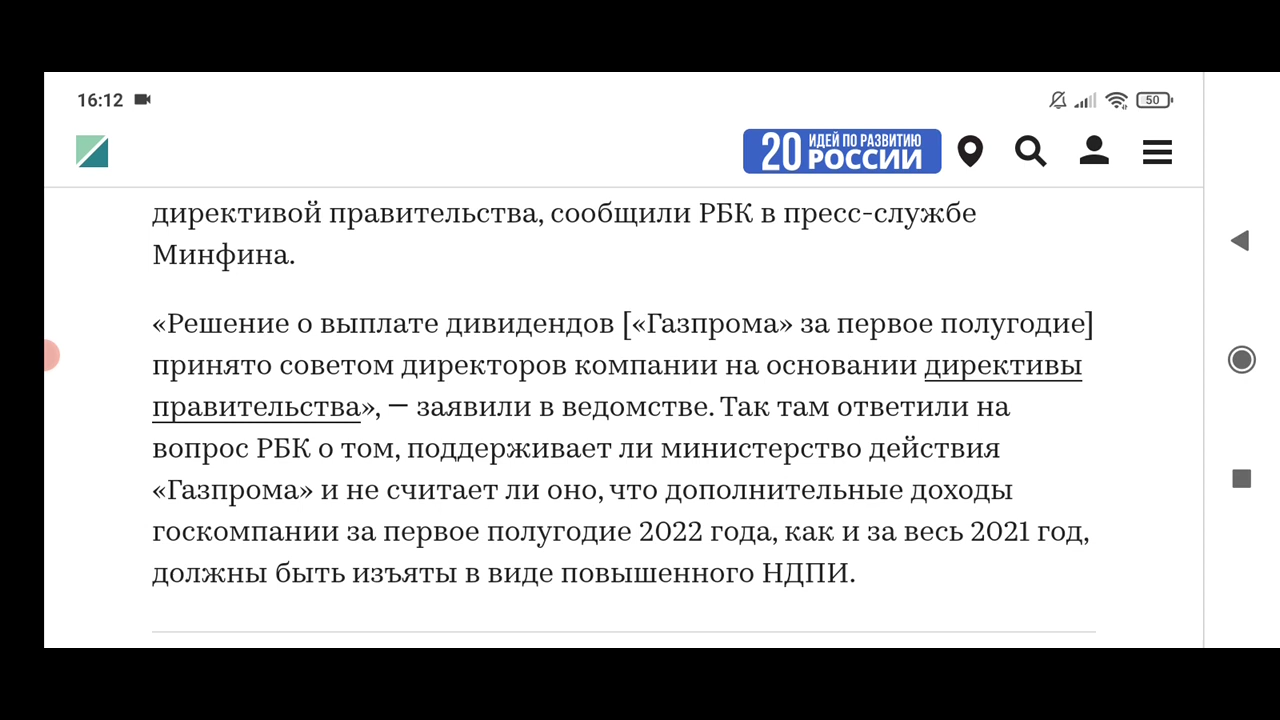 16:12
50
20 ИДЕЙ ПО РАЗВИТИЮ
РОССИИ
директивой правительства, сообщили РБК в пресс-службе
Минфина.
«Решение о выплате дивидендов [«Газпрома» за первое полугодие]
принято советом директоров компании на основании директивы
правительства», — заявили в ведомстве. Так там ответили на
вопрос РБК о том, поддерживает ли министерство действия
«Газпрома» и не считает ли оно, что дополнительные доходы
госкомпании за первое полугодие 2022 года, как и за весь 2021 год,
должны быть изъяты в виде повышенного НДПИ.